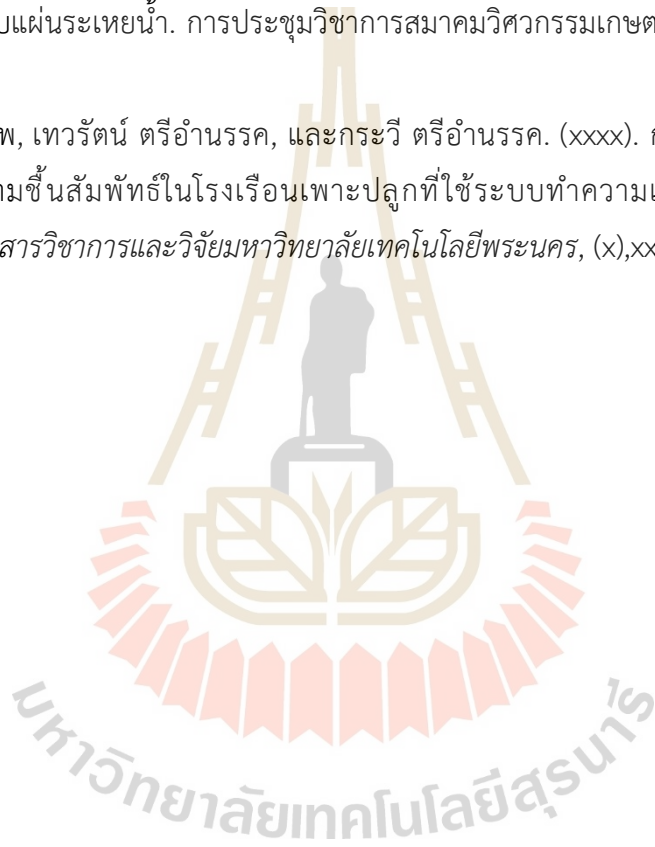 บแผ่นระเหยน้ำ. การประชุมวิชาการสมาคมวิศวกรรมเกษต
พ, เทวรัตน์ ตรีอำนรรค, และกระวี ตรีอำนรรค. (xxxx). ก
ามชื้นสัมพัทธ์ในโรงเรือนเพาะปลูกที่ใช้ระบบทำความเ
สารวิชาการและวิจัยมหาวิทยาลัยเทคโนโลยีพระนคร, (x),xx
มหาวิทยาลัยเทคโนโลยีสุรนารี